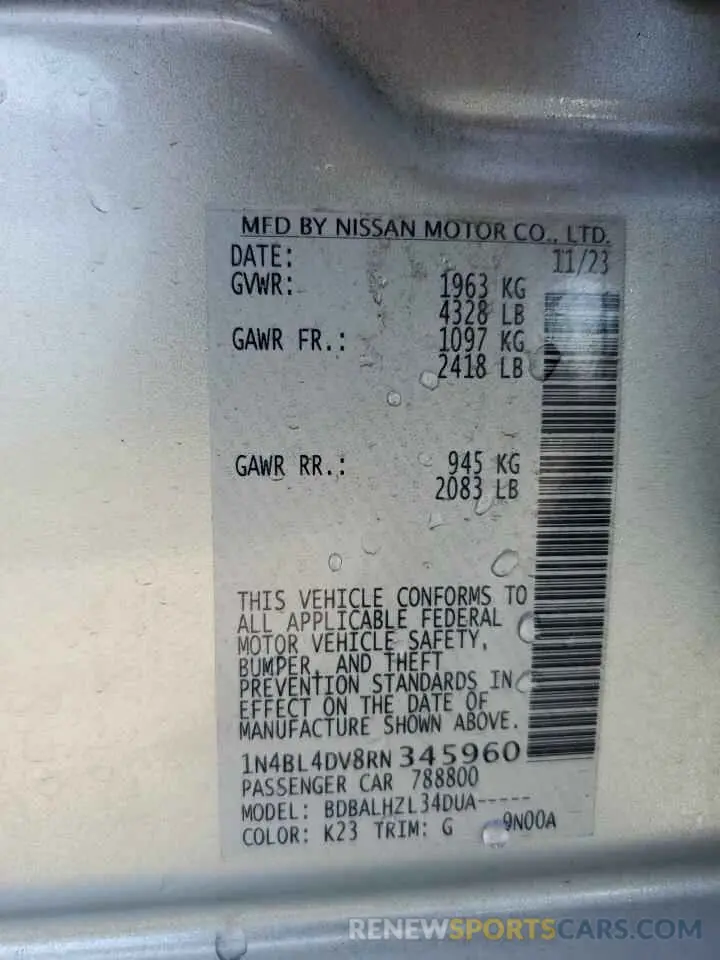 MFD BY NISSAN MOTOR CO., LTD.
DATE: 11/23
GVWR: 1963 KG
4328 LB
GAWR FR.: 1097 KG
2418 LB
GAWR RR.: 945 KG
2083 LB
THIS VEHICLE CONFORMS TO
ALL APPLICABLE FEDERAL
MOTOR VEHICLE SAFETY,
BUMPER, AND THEFT
PREVENTION STANDARDS IN
EFFECT ON THE DATE OF
MANUFACTURE SHOWN ABOVE.
1N4BL4DV8RN345960
PASSENGER CAR 788800
MODEL: BDBALHZL34DUA-----
COLOR: K23 TRIM: G 9N00A
RENEWSPORTSCARS.COM